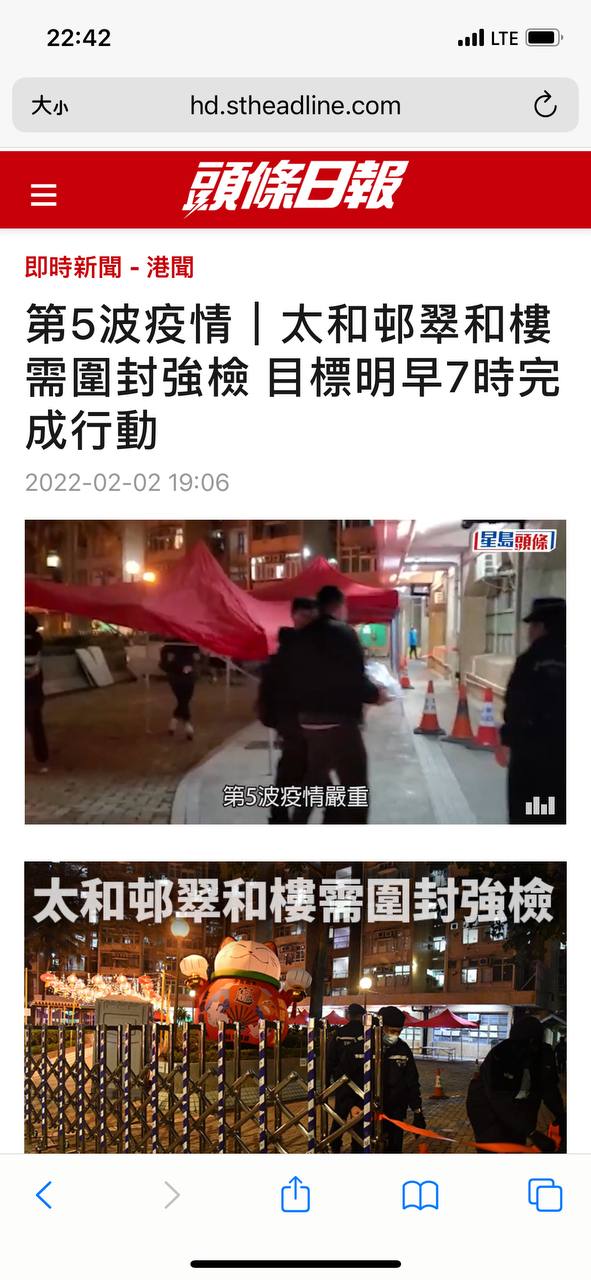 22:42
LTE
大小
hd.stheadline.com
頭條日報
即時新聞 - 港聞
第5波疫情｜太和邨翠和樓
需圍封強檢 目標明早7時完
成行動
2022-02-02 19:06
星島頭條
第5波疫情嚴重
太和邨翠和樓需圍封強檢